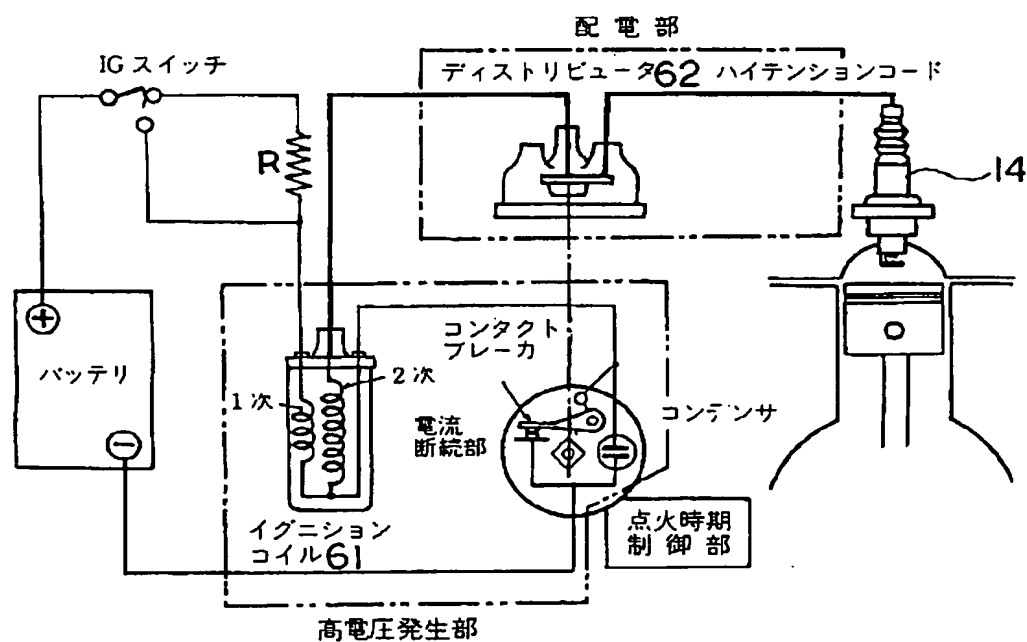 配電部
IG スイッチ
ディストリビュータ62 ハイテンションコード
R
14
コンタクト
ブレーカ
バッテリ
1次
2次
電流
断続部
コンデンサ
イグニション
コイル61
点火時期
制御部
高電圧発生部